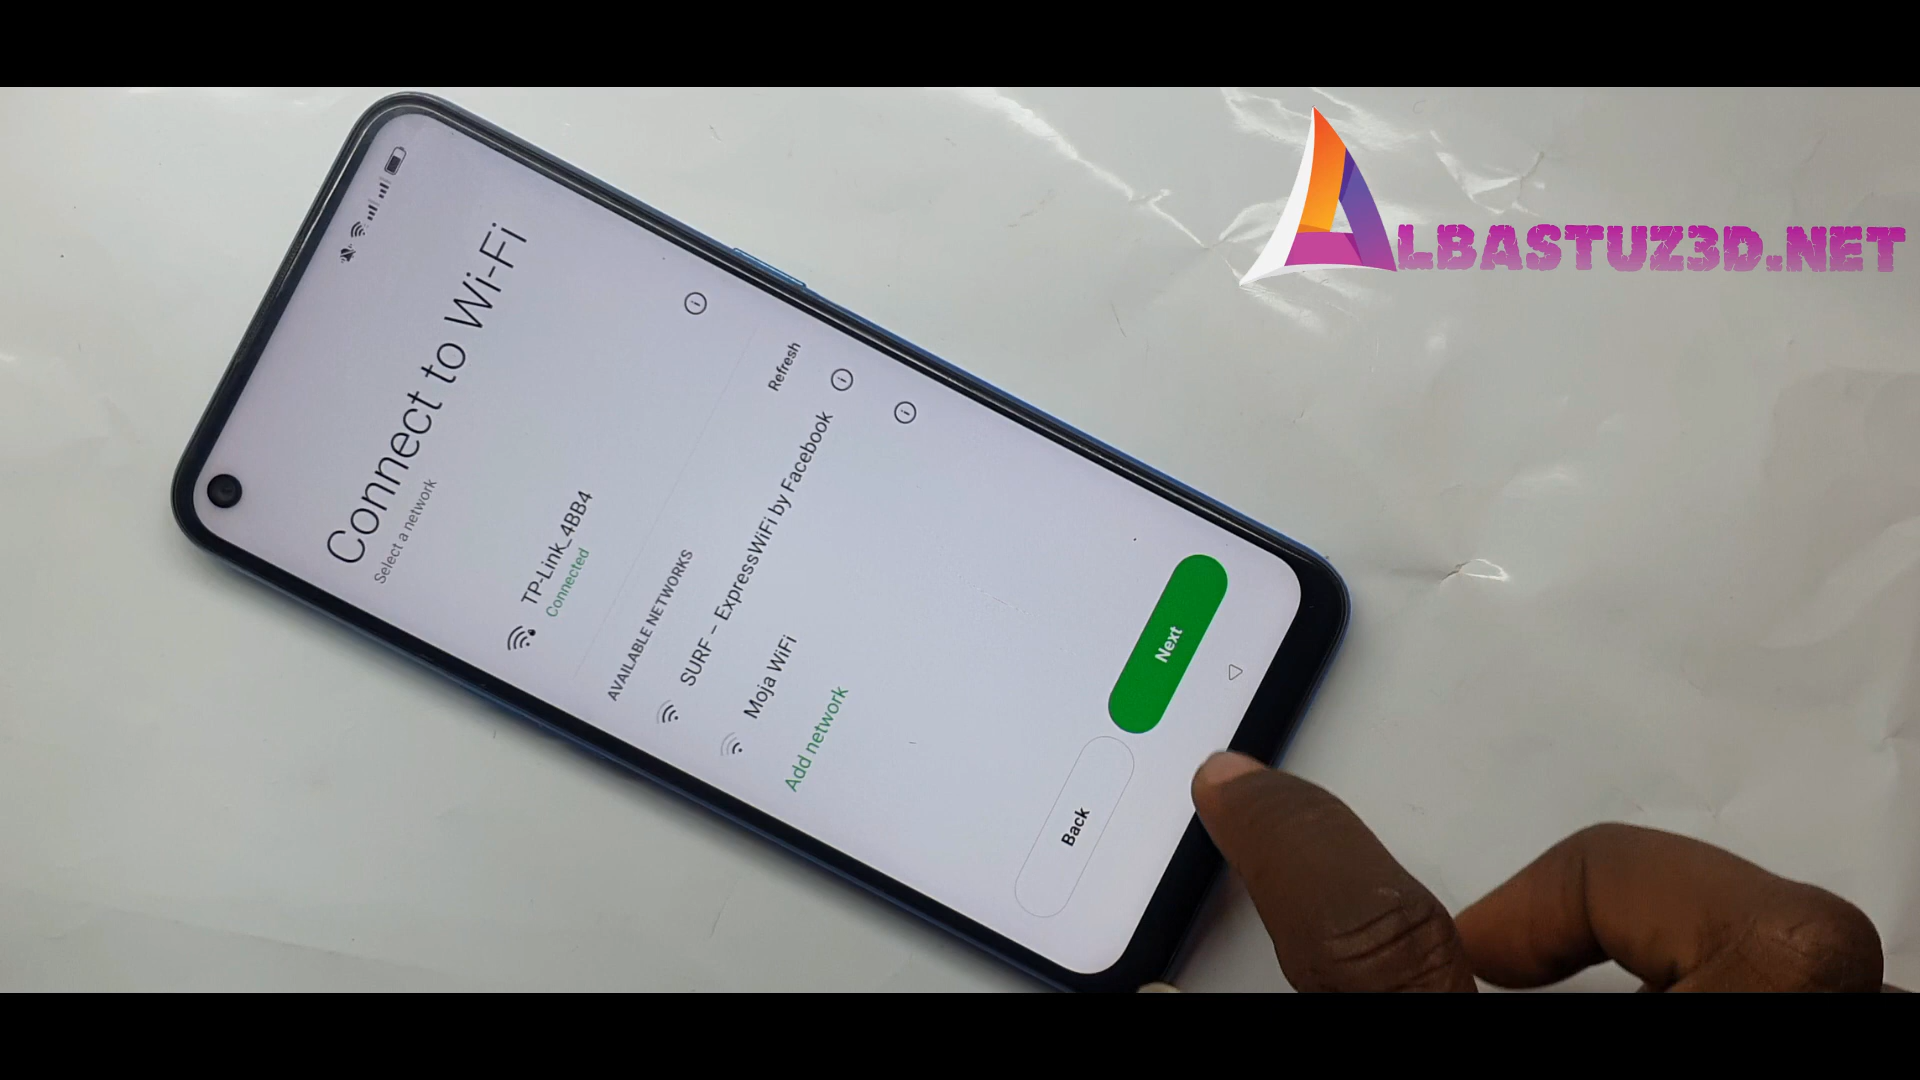 ALBASTUZ3D.NET
Connect to Wi-Fi
Select a network
TP-Link_4BB4
Connected
AVAILABLE NETWORKS
Refresh
SURF – ExpressWiFi by Facebook
Moja WiFi
Add network
Back
Next